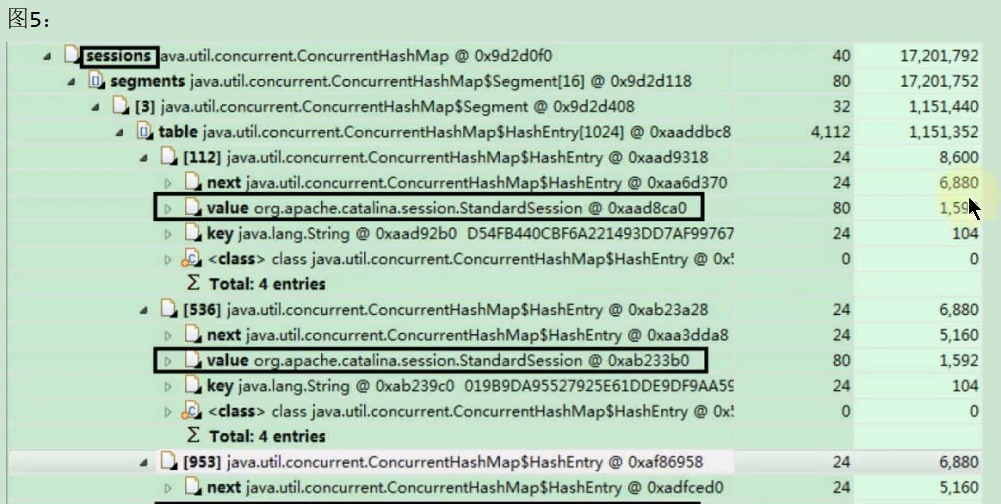 图5：
sessions java.util.concurrent.ConcurrentHashMap @ 0x9d2d0f0 40 17,201,792
segments java.util.concurrent.ConcurrentHashMap$Segment[16] @ 0x9d2d118 80 17,201,752
[3] java.util.concurrent.ConcurrentHashMap$Segment @ 0x9d2d408 32 1,151,440
table java.util.concurrent.ConcurrentHashMap$HashEntry[1024] @ 0xaaddbc8 4,112 1,151,352
[112] java.util.concurrent.ConcurrentHashMap$HashEntry @ 0xaad9318 24 8,600
next java.util.concurrent.ConcurrentHashMap$HashEntry @ 0xaa6d370 24 6,880
value org.apache.catalina.session.StandardSession @ 0xaad8ca0 80 1,59
key java.lang.String @ 0xaad92b0 D54FB440CBF6A221493DD7AF99767 24 104
<class> class java.util.concurrent.ConcurrentHashMap$HashEntry @ 0x 0 0
Σ Total: 4 entries
[536] java.util.concurrent.ConcurrentHashMap$HashEntry @ 0xab23a28 24 6,880
next java.util.concurrent.ConcurrentHashMap$HashEntry @ 0xaa3dda8 24 5,160
value org.apache.catalina.session.StandardSession @ 0xab233b0 80 1,592
key java.lang.String @ 0xab239c0 019B9DA95527925E61DDE9DF9AA59 24 104
<class> class java.util.concurrent.ConcurrentHashMap$HashEntry @ 0x 0 0
Σ Total: 4 entries
[953] java.util.concurrent.ConcurrentHashMap$HashEntry @ 0xaf86958 24 6,880
next java.util.concurrent.ConcurrentHashMap$HashEntry @ 0xadfced0 24 5,160